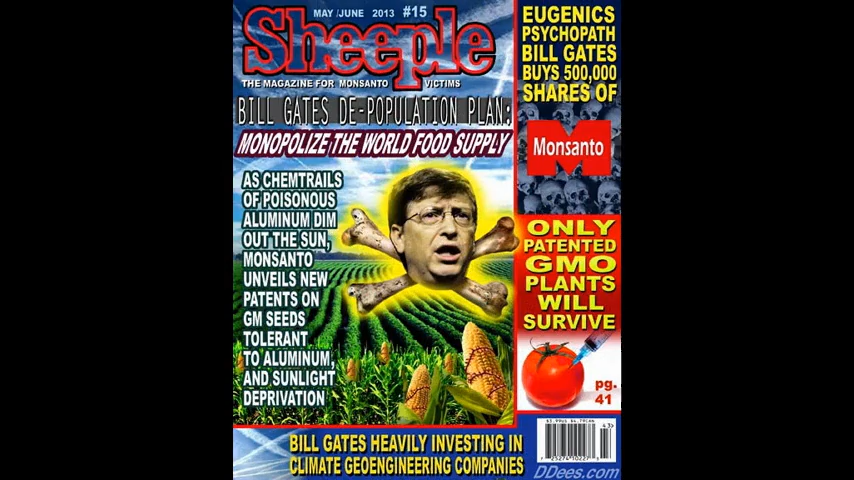 MAY/JUNE 2013 #15
Sheeple
THE MAGAZINE FOR MONSANTO VICTIMS
BILL GATES DE-POPULATION PLAN:
MONOPOLIZE THE WORLD FOOD SUPPLY
AS CHEMTRAILS
OF POISONOUS
ALUMINUM DIM
OUT THE SUN,
MONSANTO
UNVEILS NEW
PATENTS ON
GM SEEDS
TOLERANT
TO ALUMINUM,
AND SUNLIGHT
DEPRIVATION
EUGENICS
PSYCHOPATH
BILL GATES
BUYS 500,000
SHARES OF
Monsanto
ONLY
PATENTED
GMO
PLANTS
WILL
SURVIVE
pg.
41
BILL GATES HEAVILY INVESTING IN
CLIMATE GEOENGINEERING COMPANIES
DDees.com